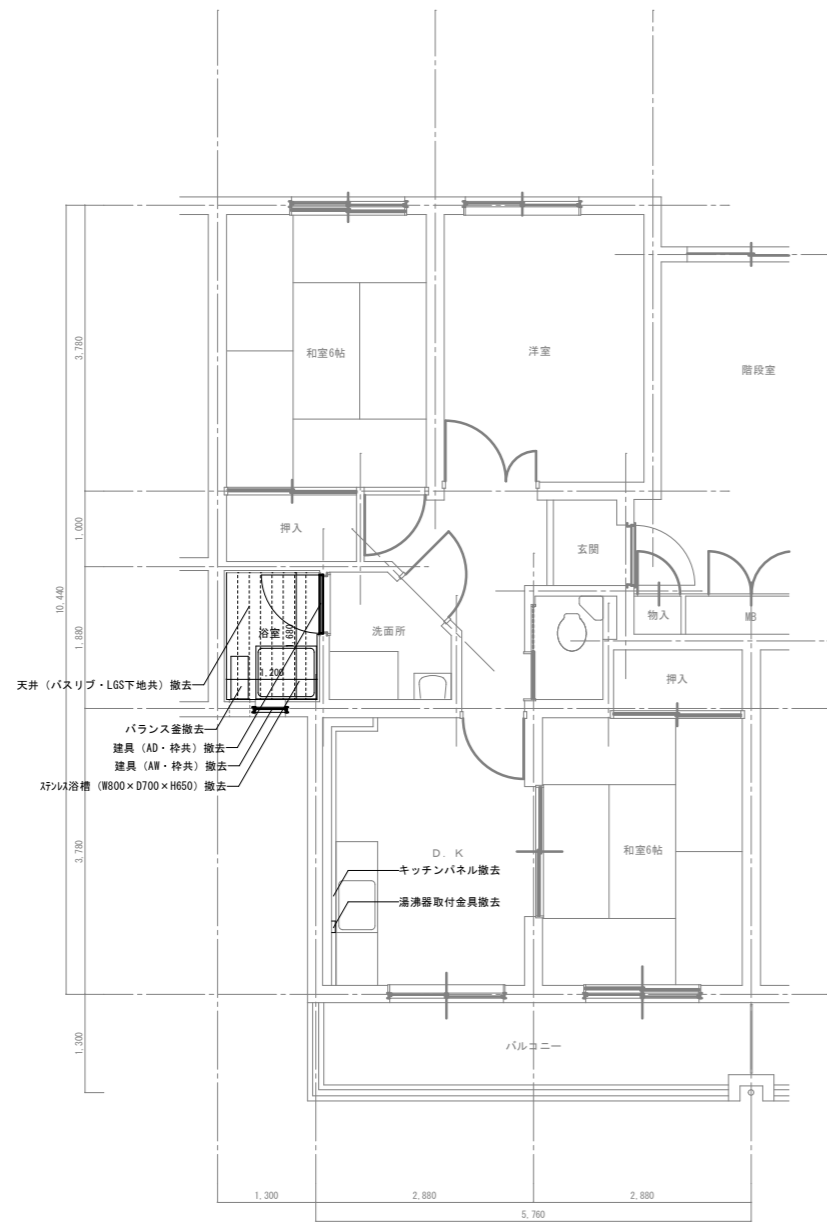 3,780
和室6帖
洋室
階段室
1,000
押入
玄関
10,440
1,880
浴室
1,680
洗面所
物入
MB
1,200
押入
天井（バスリブ・LGS下地共）撤去
バランス釜撤去
建具（AD・枠共）撤去
建具（AW・枠共）撤去
ステンレス浴槽（W800×D700×H650）撤去
3,780
D．K
和室6帖
キッチンパネル撤去
湯沸器取付金具撤去
1,300
バルコニー
1,300
2,880
2,880
5,760